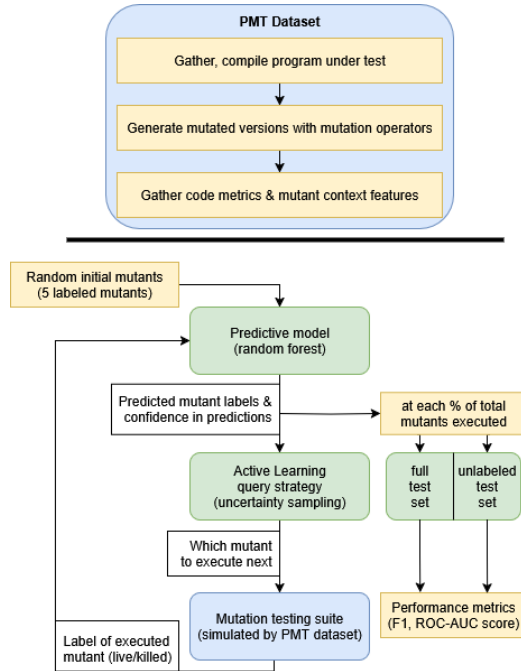 PMT Dataset
Gather, compile program under test
Generate mutated versions with mutation operators
Gather code metrics & mutant context features
Random initial mutants
(5 labeled mutants)
Predictive model
(random forest)
Predicted mutant labels &
confidence in predictions
at each % of total
mutants executed
Active Learning
query strategy
(uncertainty sampling)
full
test
set
unlabeled
test
set
Which mutant
to execute next
Mutation testing suite
(simulated by PMT dataset)
Performance metrics
(F1, ROC-AUC score)
Label of executed
mutant (live/killed)